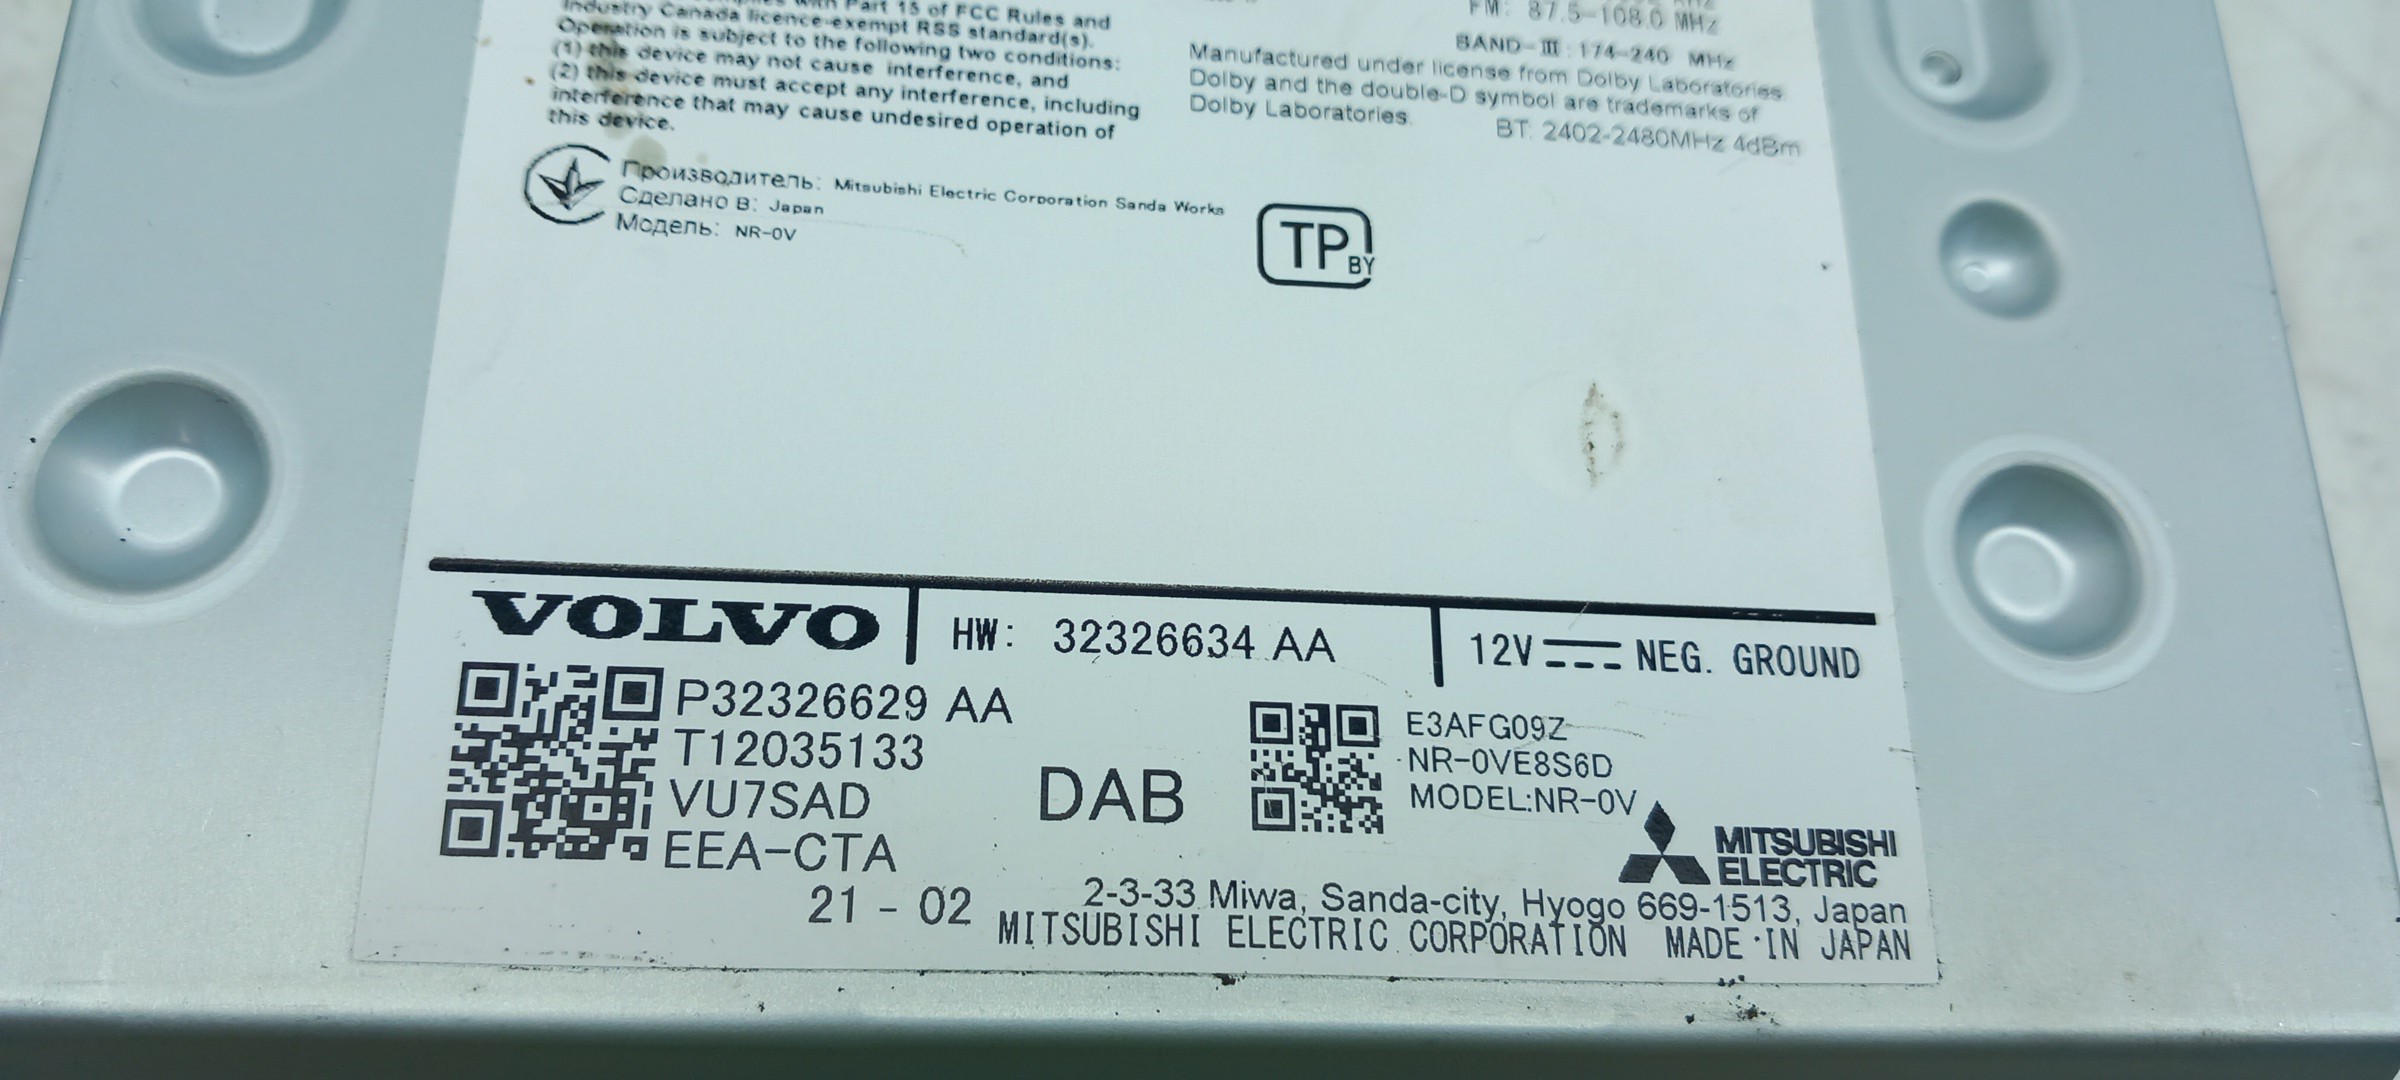 with Part 15 of FCC Rules and
Industry Canada licence-exempt RSS standard(s).
Operation is subject to the following two conditions:
(1) this device may not cause interference, and
(2) this device must accept any interference, including
interference that may cause undesired operation of
this device.
FM: 87.5-108.0 MHz
BAND-III: 174-240 MHz
Manufactured under license from Dolby Laboratories.
Dolby and the double-D symbol are trademarks of
Dolby Laboratories.
BT: 2402-2480MHz 4dBm
Производитель: Mitsubishi Electric Corporation Sanda Works
Сделано в: Japan
Модель: NR-0V
TP BY
VOLVO
HW: 32326634 AA
12V NEG. GROUND
P32326629 AA
T12035133
VU7SAD
EEA-CTA
21 - 02
DAB
E3AFG09Z
NR-0VE8S6D
MODEL:NR-0V
MITSUBISHI
ELECTRIC
2-3-33 Miwa, Sanda-city, Hyogo 669-1513, Japan
MITSUBISHI ELECTRIC CORPORATION MADE IN JAPAN